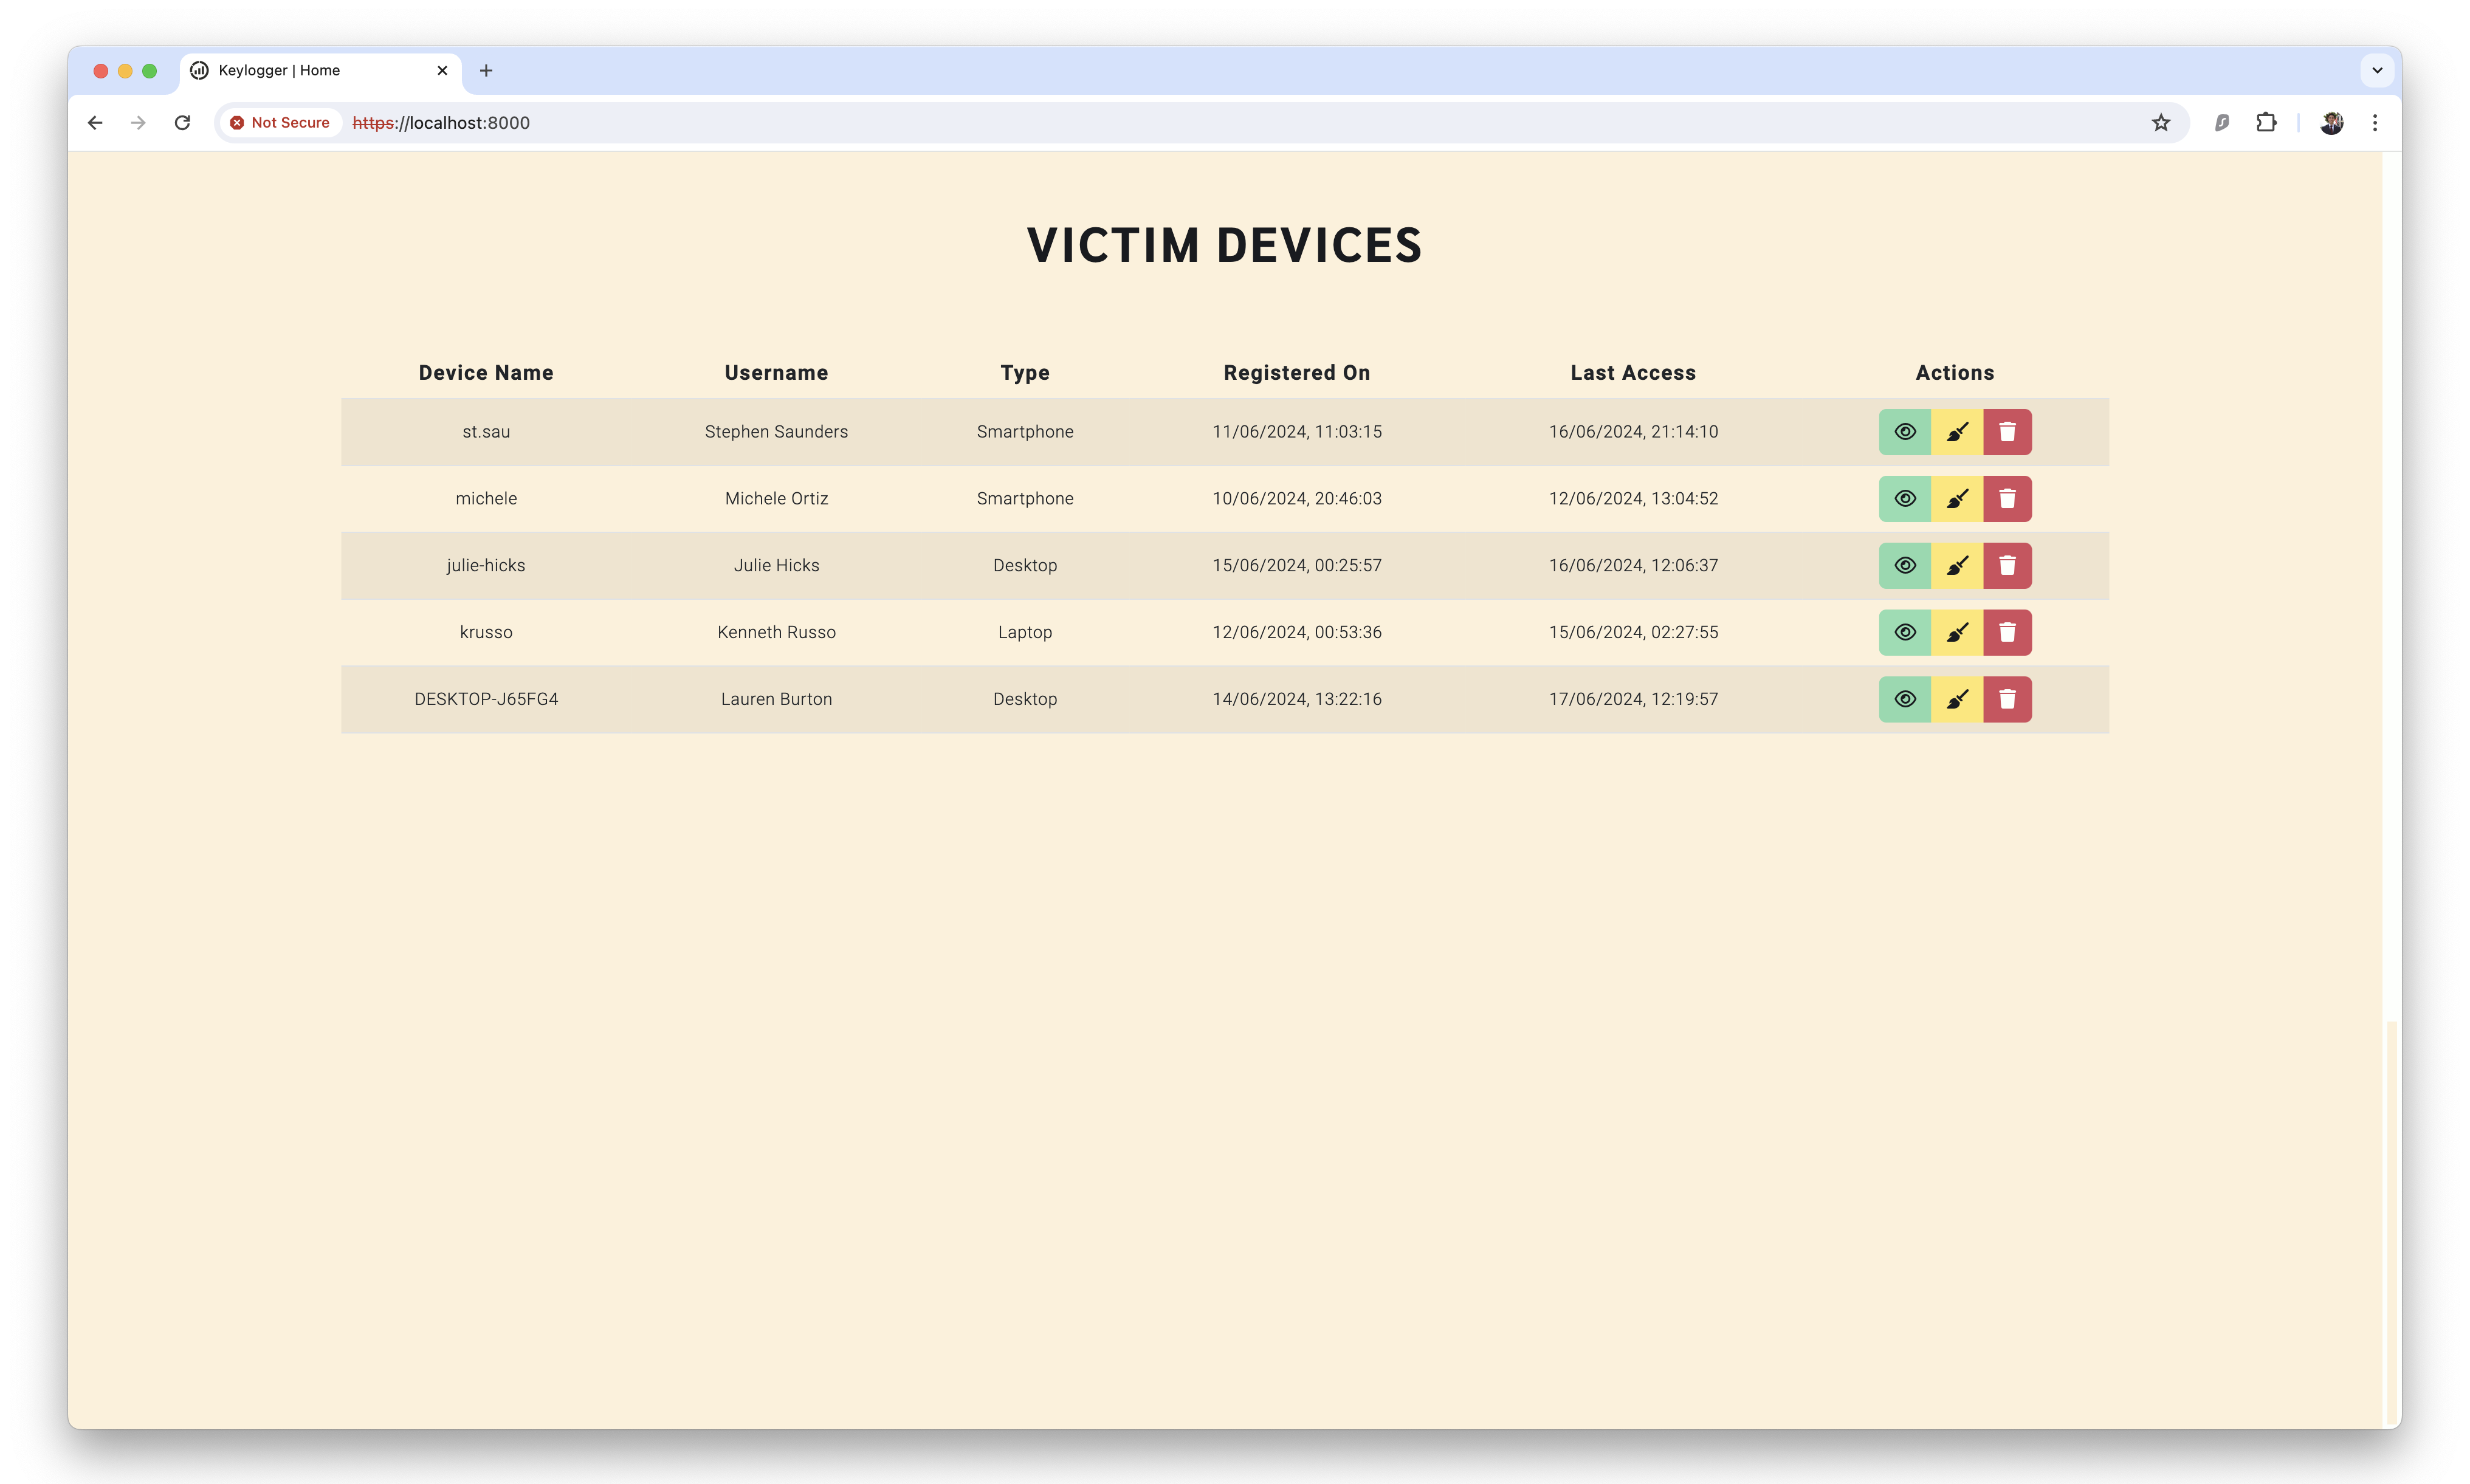 Keylogger | Home
Not Secure https://localhost:8000
VICTIM DEVICES
Device Name Username Type Registered On Last Access Actions
st.sau Stephen Saunders Smartphone 11/06/2024, 11:03:15 16/06/2024, 21:14:10
michele Michele Ortiz Smartphone 10/06/2024, 20:46:03 12/06/2024, 13:04:52
julie-hicks Julie Hicks Desktop 15/06/2024, 00:25:57 16/06/2024, 12:06:37
krusso Kenneth Russo Laptop 12/06/2024, 00:53:36 15/06/2024, 02:27:55
DESKTOP-J65FG4 Lauren Burton Desktop 14/06/2024, 13:22:16 17/06/2024, 12:19:57